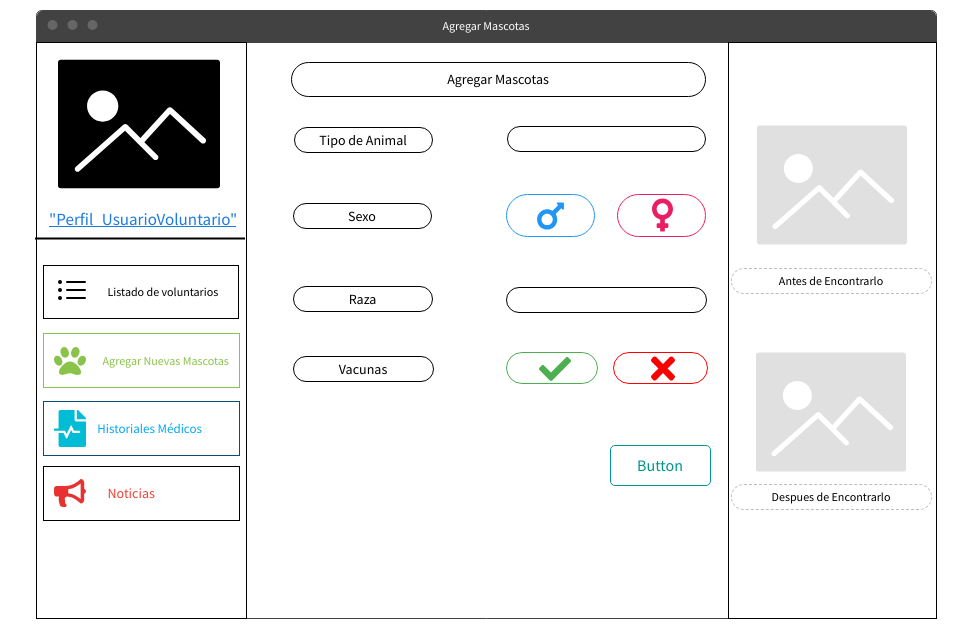 Agregar Mascotas
"Perfil_UsuarioVoluntario"
Listado de voluntarios
Agregar Nuevas Mascotas
Historiales Médicos
Noticias
Agregar Mascotas
Tipo de Animal
Sexo
Raza
Vacunas
Button
Antes de Encontrarlo
Despues de Encontrarlo